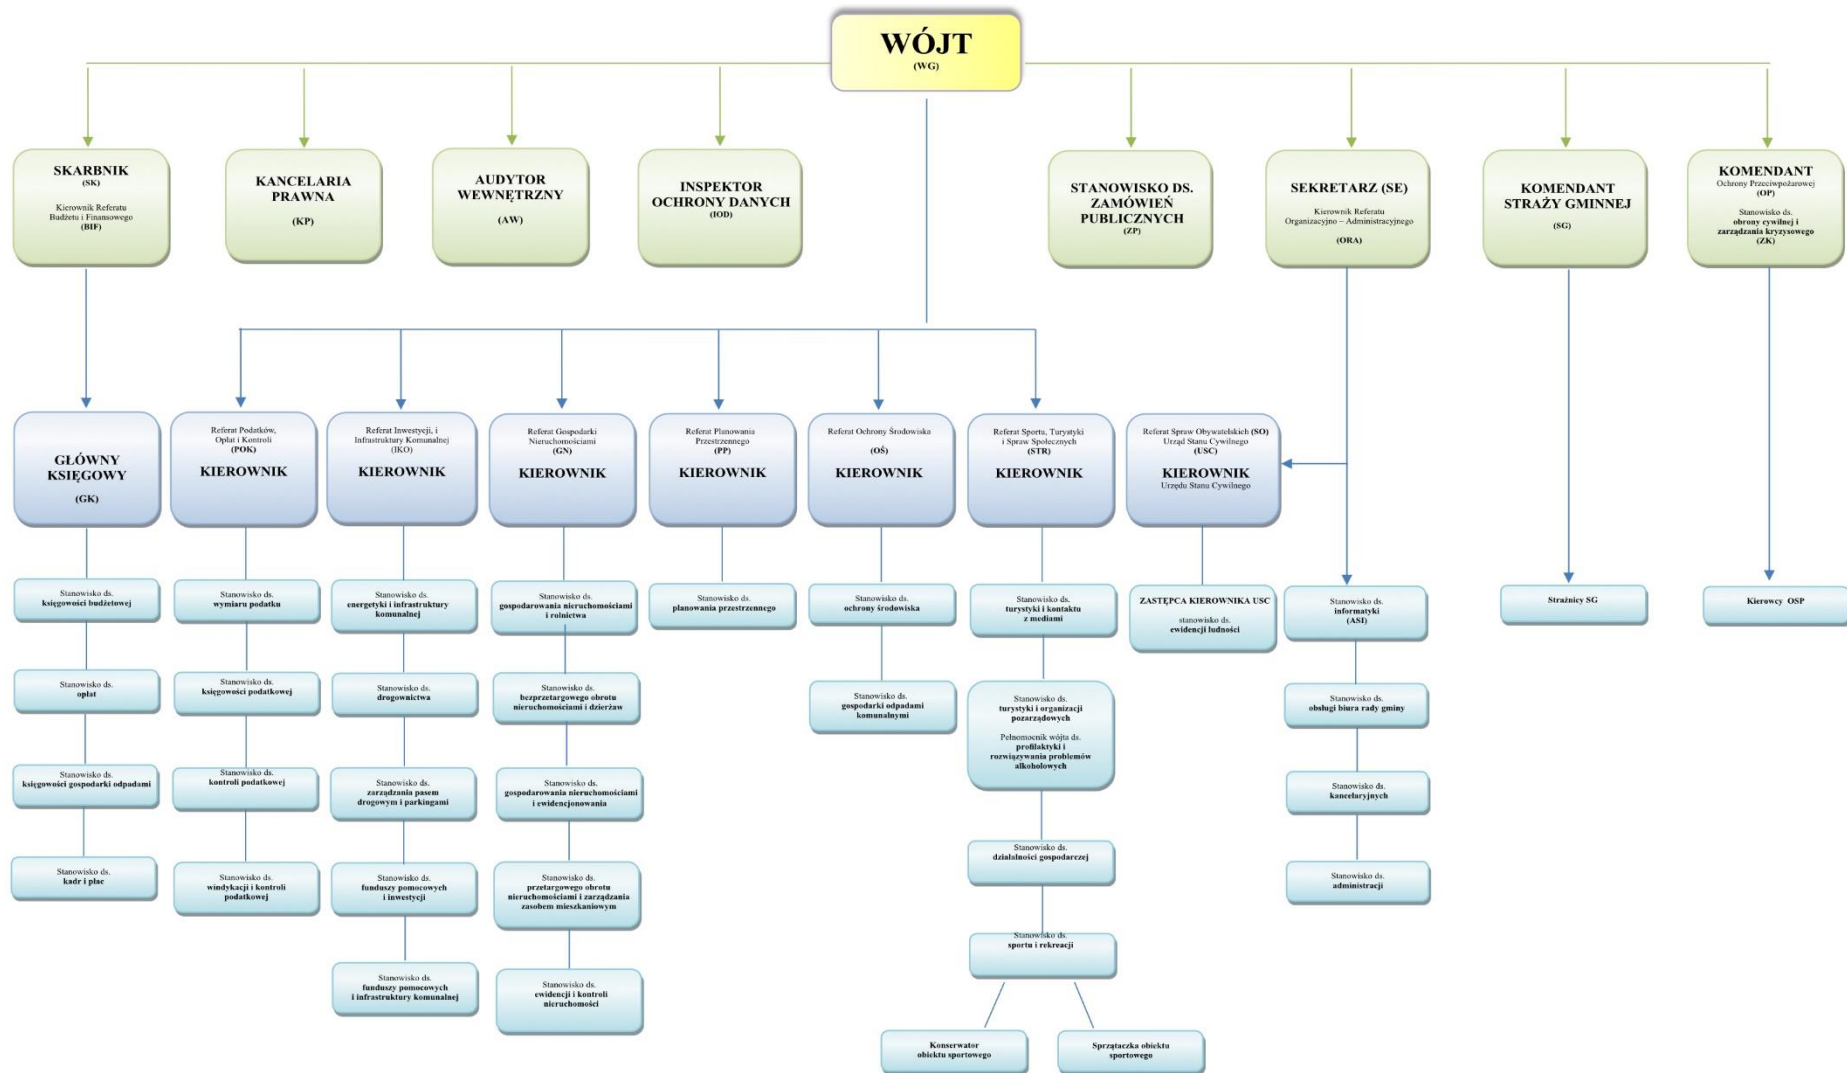 WÓJT
(WG)
SKARBNIK
(SK)
Kierownik Referatu
Budżetu i Finansowego
(BIF)
KANCELARIA
PRAWNA
(KP)
AUDYTOR
WEWNĘTRZNY
(AW)
INSPEKTOR
OCHRONY DANYCH
(IOD)
STANOWISKO DS.
ZAMÓWIEŃ
PUBLICZNYCH
(ZP)
SEKRETARZ (SE)
Kierownik Referatu
Organizacyjno – Administracyjnego
(ORA)
KOMENDANT
STRAŻY GMINNEJ
(SG)
KOMENDANT
Ochrony Przeciwpożarowej
(OP)
Stanowisko ds.
obrony cywilnej i
zarządzania kryzysowego
(ZK)
GŁÓWNY
KSIĘGOWY
(GK)
Referat Podatków,
Opłat i Kontroli
(POK)
KIEROWNIK
Referat Inwestycji, i
Infrastruktury Komunalnej
(IKO)
KIEROWNIK
Referat Gospodarki
Nieruchomościami
(GN)
KIEROWNIK
Referat Planowania
Przestrzennego
(PP)
KIEROWNIK
Referat Ochrony Środowiska
(OŚ)
KIEROWNIK
Referat Sportu, Turystyki
i Spraw Społecznych
(STR)
KIEROWNIK
Referat Spraw Obywatelskich (SO)
Urząd Stanu Cywilnego
(USC)
KIEROWNIK
Urzędu Stanu Cywilnego
Stanowisko ds.
księgowości budżetowej
Stanowisko ds.
opłat
Stanowisko ds.
księgowości gospodarki odpadami
Stanowisko ds.
kadr i płac
Stanowisko ds.
wymiaru podatku
Stanowisko ds.
księgowości podatkowej
Stanowisko ds.
kontroli podatkowej
Stanowisko ds.
windykacji i kontroli
podatkowej
Stanowisko ds.
energetyki i infrastruktury
komunalnej
Stanowisko ds.
drogownictwa
Stanowisko ds.
zarządzania pasem
drogowym i parkingami
Stanowisko ds.
funduszy pomocowych
i inwestycji
Stanowisko ds.
funduszy pomocowych
i infrastruktury komunalnej
Stanowisko ds.
gospodarowania nieruchomościami
i rolnictwa
Stanowisko ds.
bezprzetargowego obrotu
nieruchomościami i dzierżaw
Stanowisko ds.
gospodarowania nieruchomościami
i ewidencjonowania
Stanowisko ds.
przetargowego obrotu
nieruchomościami i zarządzania
zasobem mieszkaniowym
Stanowisko ds.
ewidencji i kontroli
nieruchomości
Stanowisko ds.
planowania przestrzennego
Stanowisko ds.
ochrony środowiska
Stanowisko ds.
gospodarki odpadami
komunalnymi
Stanowisko ds.
turystyki i kontaktu
z mediami
Stanowisko ds.
turystyki i organizacji
pozarządowych
Pełnomocnik wójta ds.
profilaktyki i
rozwiązywania problemów
alkoholowych
Stanowisko ds.
działalności gospodarczej
Stanowisko ds.
sportu i rekreacji
Konserwator
obiektu sportowego
Sprzątaczka obiektu
sportowego
ZASTĘPCA KIEROWNIKA USC
stanowisko ds.
ewidencji ludności
Stanowisko ds.
informatyki
(ASI)
Stanowisko ds.
obsługi biura rady gminy
Stanowisko ds.
kancelaryjnych
Stanowisko ds.
administracji
Strażnicy SG
Kierowcy OSP